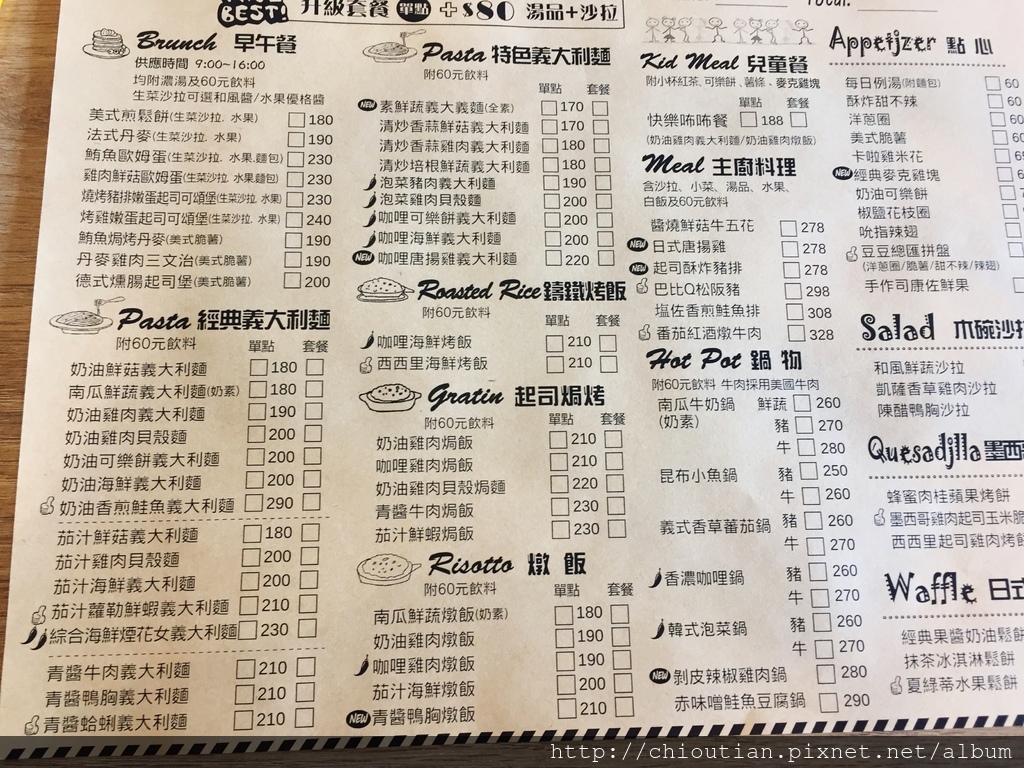 BEST! 升級套餐 單點 +$80 湯品+沙拉
Total:
Brunch 早午餐
供應時間 9:00~16:00
均附濃湯及60元飲料
生菜沙拉可選和風醬/水果優格醬
美式煎鬆餅(生菜沙拉. 水果) 180
法式丹麥(生菜沙拉. 水果) 190
鮪魚歐姆蛋(生菜沙拉. 水果.麵包) 230
雞肉鮮菇歐姆蛋(生菜沙拉. 水果.麵包) 230
燒烤豬排嫩蛋起司可頌堡(生菜沙拉. 水果) 230
烤雞嫩蛋起司可頌堡(生菜沙拉. 水果) 240
鮪魚焗烤丹麥(美式脆薯) 190
丹麥雞肉三文治(美式脆薯) 190
德式燻腸起司堡(美式脆薯) 200
Pasta 經典義大利麵
附60元飲料 單點 套餐
奶油鮮菇義大利麵 180
南瓜鮮蔬義大利麵(奶素) 180
奶油雞肉義大利麵 190
奶油雞肉貝殼麵 200
奶油可樂餅義大利麵 200
奶油海鮮義大利麵 200
奶油香煎鮭魚義大利麵 290
茄汁鮮菇義大利麵 180
茄汁雞肉貝殼麵 200
茄汁海鮮義大利麵 200
茄汁蘿勒鮮蝦義大利麵 210
綜合海鮮煙花女義大利麵 230
青醬牛肉義大利麵 210
青醬鴨胸義大利麵 210
青醬蛤蜊義大利麵 210
Pasta 特色義大利麵
附60元飲料
單點 套餐
NEW 素鮮蔬義大義麵(全素) 170
清炒香蒜鮮菇義大利麵 170
清炒香蒜雞肉義大利麵 180
清炒培根鮮蔬義大利麵 180
泡菜豬肉義大利麵 190
泡菜雞肉貝殼麵 200
咖哩可樂餅義大利麵 200
咖哩海鮮義大利麵 200
NEW 咖哩唐揚雞義大利麵 220
Roasted Rice 鑄鐵烤飯
附60元飲料
單點 套餐
咖哩海鮮烤飯 210
西西里海鮮烤飯 210
Gratin 起司焗烤
單點 套餐
奶油雞肉焗飯 210
咖哩雞肉焗飯 210
奶油雞肉貝殼焗麵 220
青醬牛肉焗飯 230
茄汁鮮蝦焗飯 230
Risotto 燉 飯
附60元飲料 單點 套餐
南瓜鮮蔬燉飯(奶素) 180
奶油雞肉燉飯 190
咖哩雞肉燉飯 190
茄汁海鮮燉飯 200
NEW 青醬鴨胸燉飯 210
Kid Meal 兒童餐
附小杯紅茶、可樂餅、薯條、麥克雞塊
單點 套餐
快樂咘咘餐 188
(奶油雞肉義大利麵/奶油雞肉燉飯)
Meal 主廚料理
含沙拉、小菜、湯品、水果、
白飯及60元飲料
醬燒鮮菇牛五花 278
NEW 日式唐揚雞 278
NEW 起司酥炸豬排 278
巴比Q松阪豬 298
塩佐香煎鮭魚排 308
番茄紅酒燉牛肉 328
Hot Pot 鍋 物
附60元飲料 牛肉採用美國牛肉
南瓜牛奶鍋 鮮蔬 260
(奶素) 豬 270
牛 280
昆布小魚鍋 豬 250
牛 260
義式香草蕃茄鍋 豬 260
牛 270
香濃咖哩鍋 豬 260
牛 270
韓式泡菜鍋 豬 260
牛 270
NEW 剝皮辣椒雞肉鍋 280
赤味噌鮭魚豆腐鍋 290
Appetizer 點 心
每日例湯(附麵包) 60
酥炸甜不辣 60
洋蔥圈 60
美式脆薯 60
卡啦雞米花
NEW 經典麥克雞塊
奶油可樂餅
椒鹽花枝圈
吮指辣翅
豆豆總匯拼盤
(洋蔥圈/脆薯/甜不辣/辣翅)
手作司康佐鮮果
Salad 木碗沙拉
和風鮮蔬沙拉
凱薩香草雞肉沙拉
陳醋鴨胸沙拉
Quesadjlla 墨西
蜂蜜肉桂蘋果烤餅
墨西哥雞肉起司玉米脆
西西里起司雞肉烤餅
Waffle 日式
經典果醬奶油鬆餅
抹茶冰淇淋鬆餅
夏綠蒂水果鬆餅
http://chioutian.pixnet.net/album